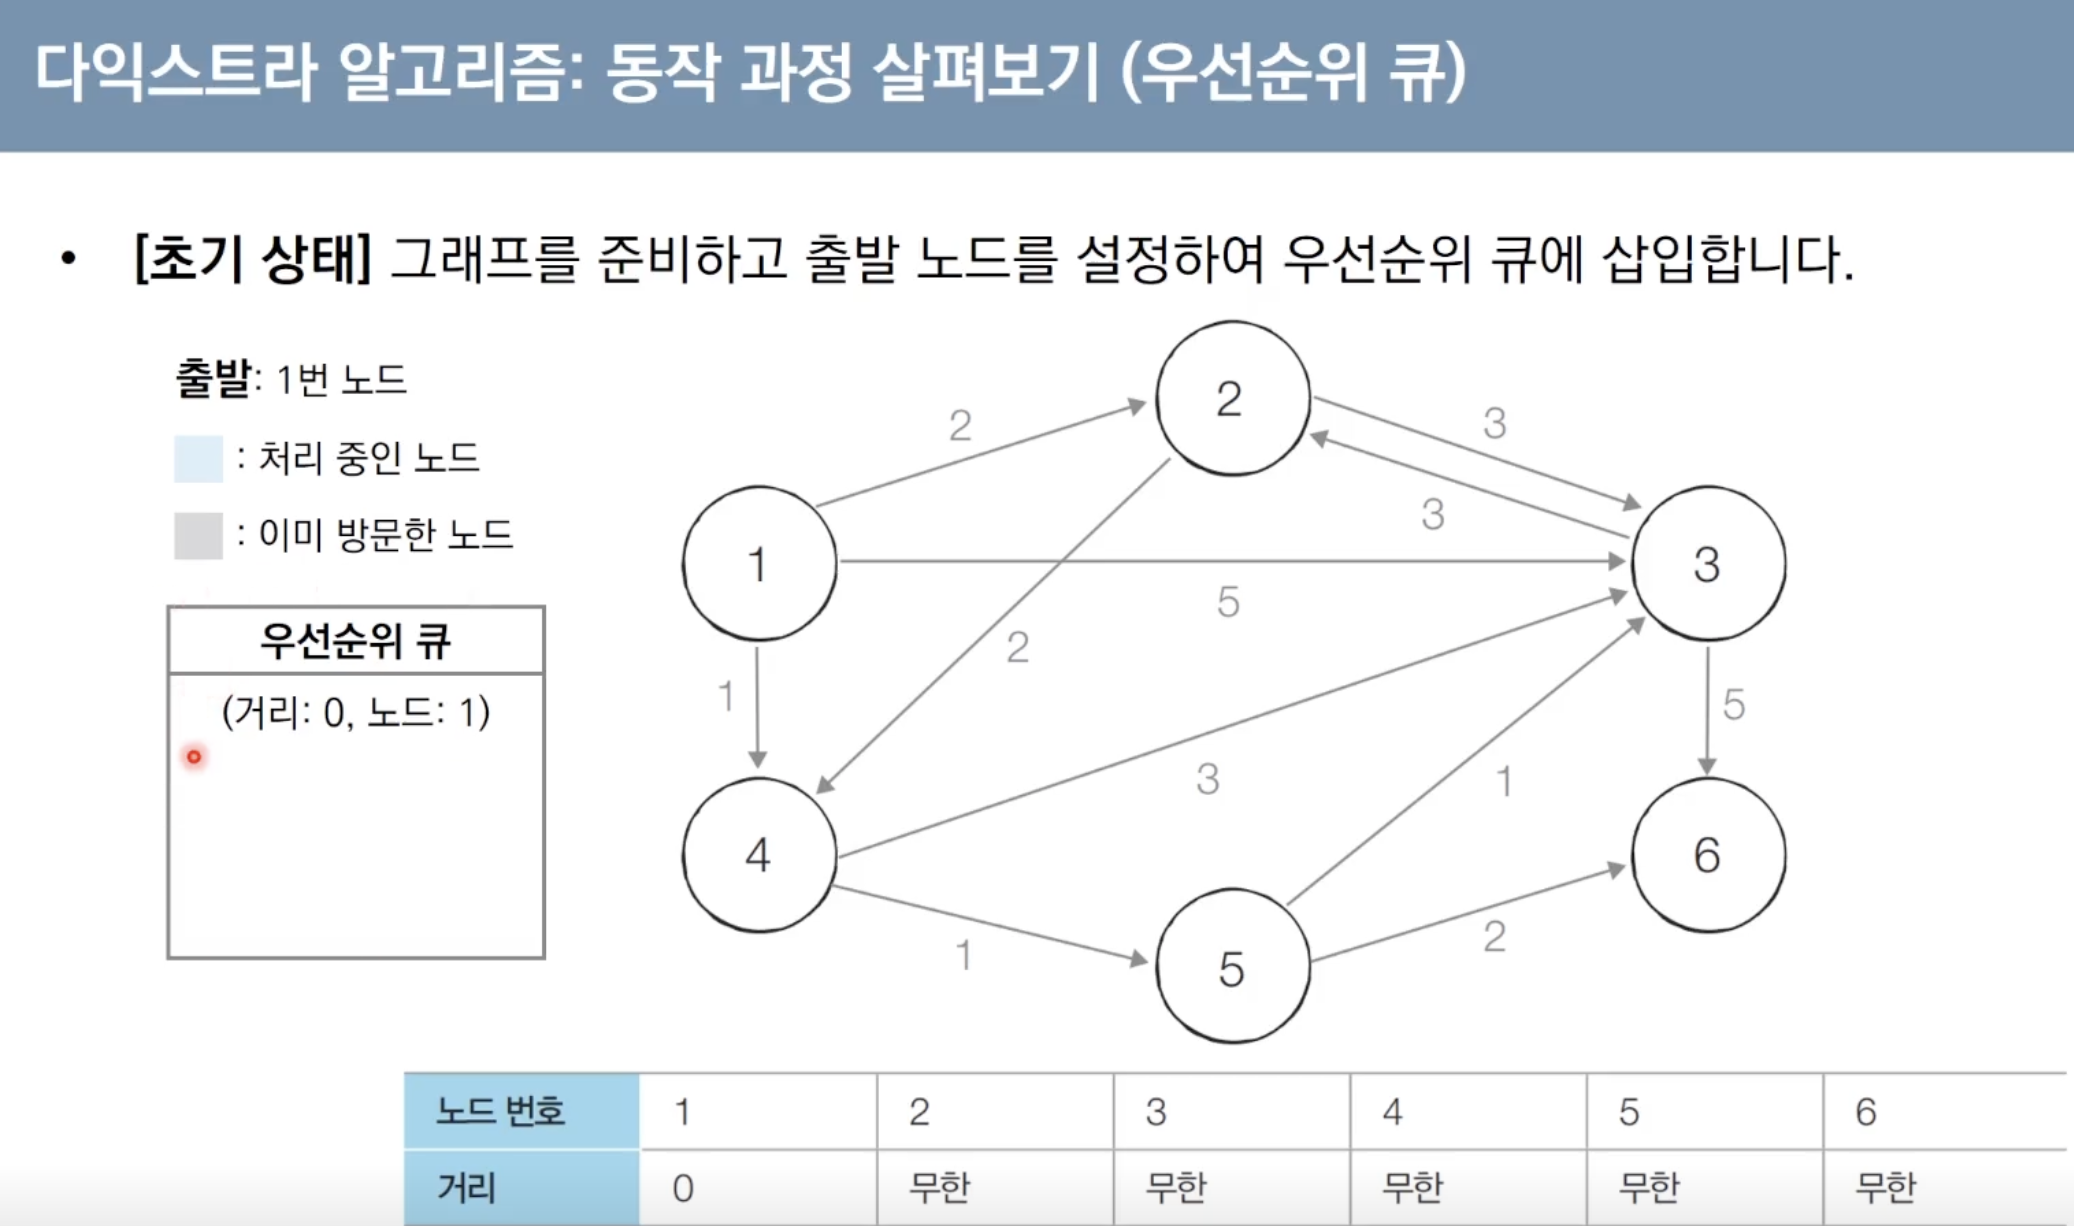 다익스트라 알고리즘: 동작 과정 살펴보기 (우선순위 큐)
• [초기 상태] 그래프를 준비하고 출발 노드를 설정하여 우선순위 큐에 삽입합니다.
출발: 1번 노드
: 처리 중인 노드
: 이미 방문한 노드
우선순위 큐
(거리: 0, 노드: 1)
2
2
3
3
1
5
3
2
1
5
3
1
4
6
1
5
2
노드 번호 1 2 3 4 5 6
거리 0 무한 무한 무한 무한 무한